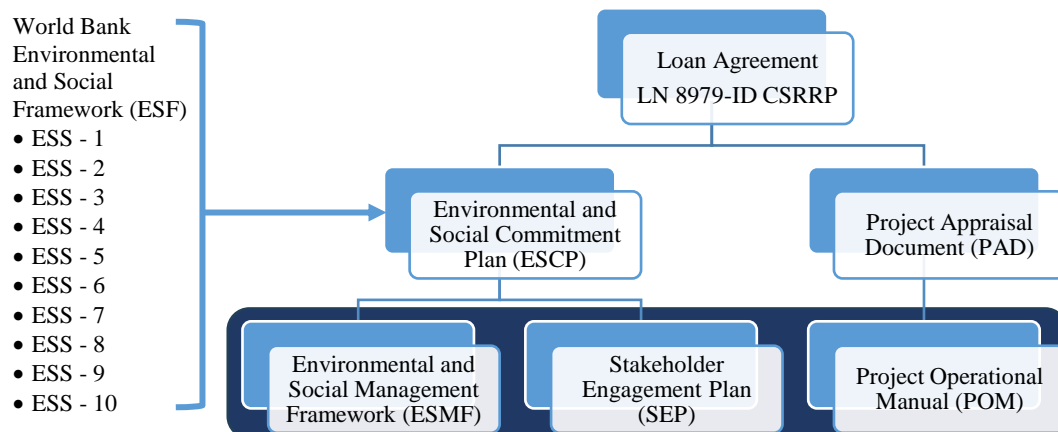 World Bank
Environmental
and Social
Framework (ESF)
• ESS - 1
• ESS - 2
• ESS - 3
• ESS - 4
• ESS - 5
• ESS - 6
• ESS - 7
• ESS - 8
• ESS - 9
• ESS - 10
Loan Agreement
LN 8979-ID CSRRP
Environmental and
Social Commitment
Plan (ESCP)
Project Appraisal
Document (PAD)
Environmental and
Social Management
Framework (ESMF)
Stakeholder
Engagement Plan
(SEP)
Project Operational
Manual (POM)